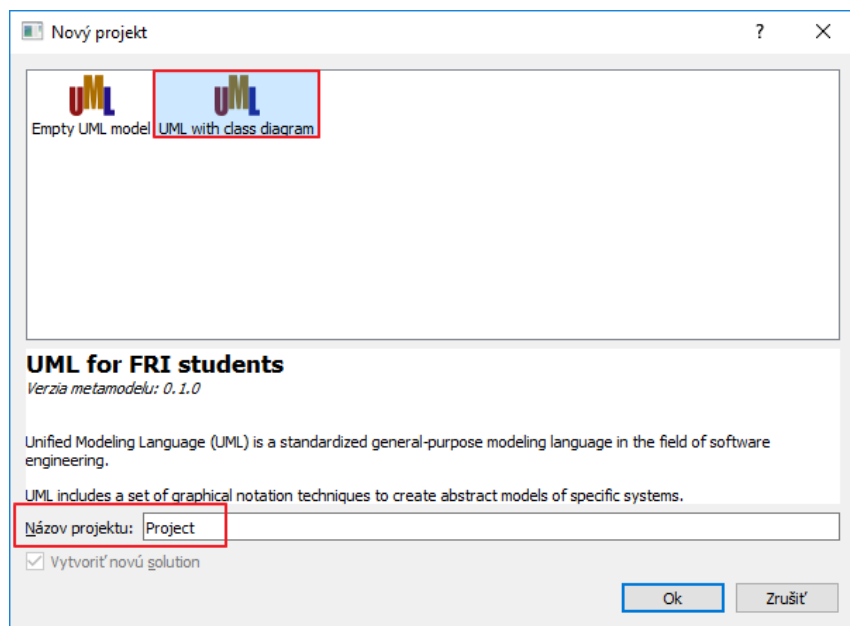 Nový projekt
?
UML
UML
Empty UML model
UML with class diagram
UML for FRI students
Verzia metamodelu: 0.1.0
Unified Modeling Language (UML) is a standardized general-purpose modeling language in the field of software
engineering.
UML includes a set of graphical notation techniques to create abstract models of specific systems.
Názov projektu: Project
Vytvoriť novú solution
Ok
Zrušiť